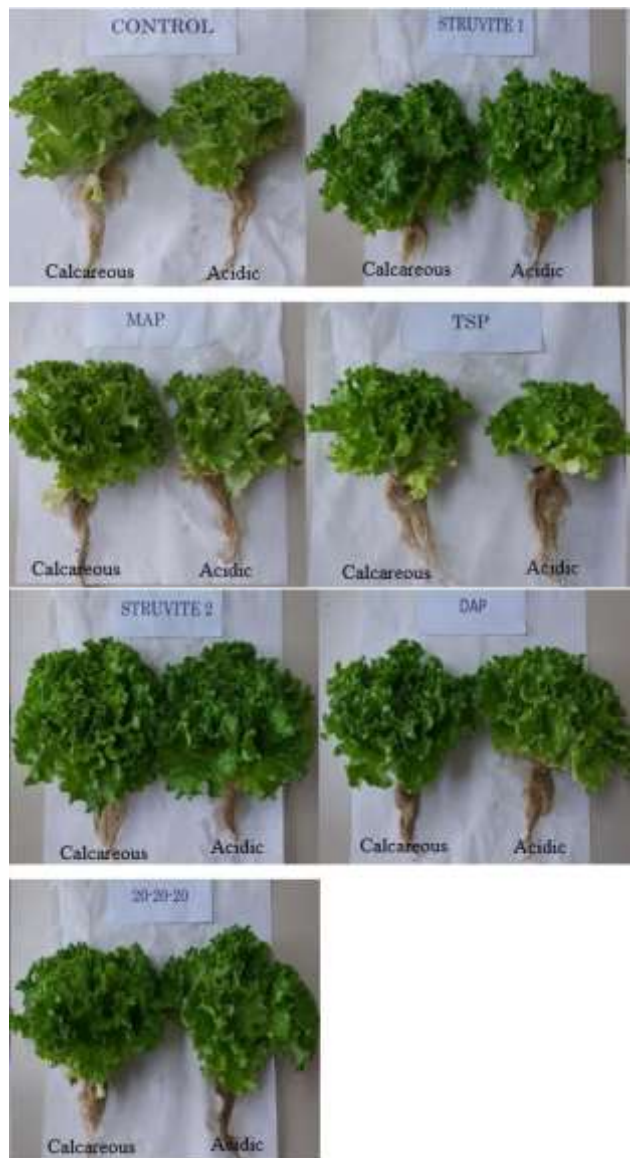 CONTROL
Calcareous
Acidic
STRUVITE 1
Calcareous
Acidic
MAP
Calcareous
Acidic
TSP
Calcareous
Acidic
STRUVITE 2
Calcareous
Acidic
DAP
Calcareous
Acidic
20-20-20
Calcareous
Acidic